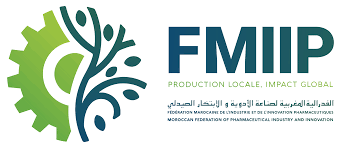 FMIIP
PRODUCTION LOCALE, IMPACT GLOBAL
الفدرالية المغربية لصناعة الأدوية و الابتكار الصيدلي
FÉDÉRATION MAROCAINE DE L'INDUSTRIE ET DE L'INNOVATION PHARMACEUTIQUES
MOROCCAN FEDERATION OF PHARMACEUTICAL INDUSTRY AND INNOVATION